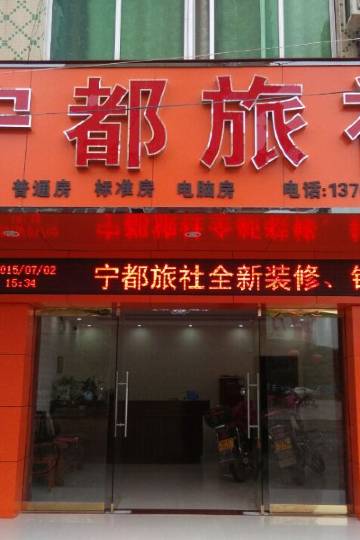 宁都旅社
普通房 标准房 电脑房 电话:137
2015/07/02
15:34
宁都旅社全新装修、